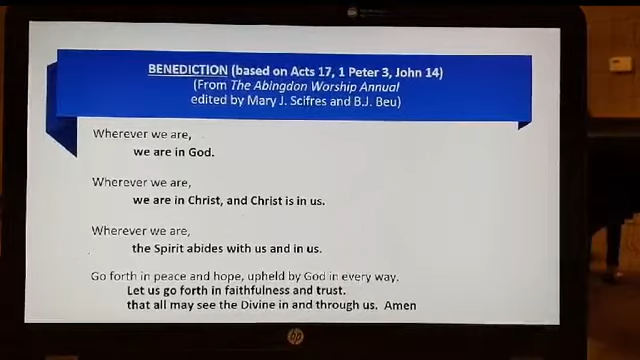 BENEDICTION (based on Acts 17, 1 Peter 3, John 14)
(From The Abingdon Worship Annual
edited by Mary J. Scifres and B.J. Beu)
Wherever we are,
we are in God.
Wherever we are,
we are in Christ, and Christ is in us.
Wherever we are,
the Spirit abides with us and in us.
Go forth in peace and hope, upheld by God in every way.
Let us go forth in faithfulness and trust.
that all may see the Divine in and through us. Amen
hp